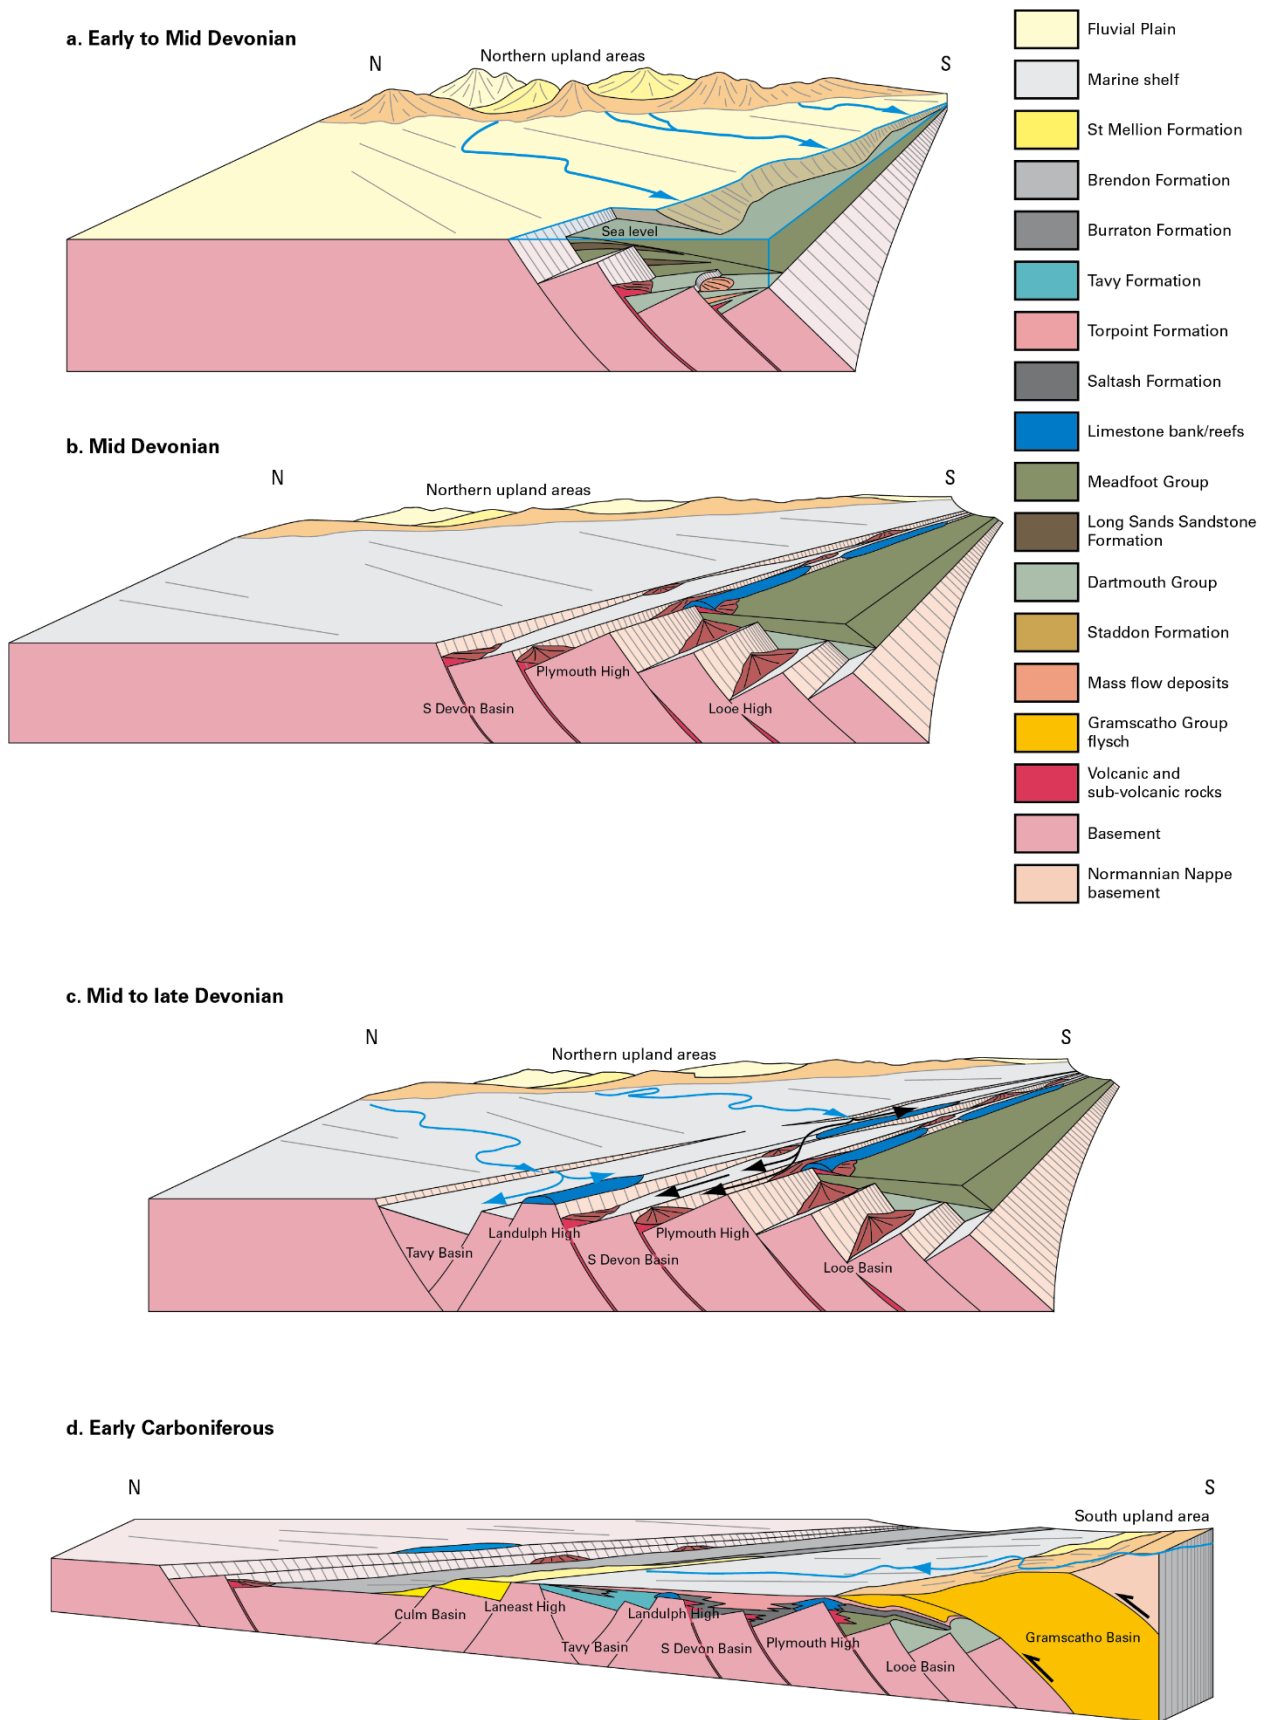 a. Early to Mid Devonian
Northern upland areas
N
S
Sea level
Fluvial Plain
Marine shelf
St Mellion Formation
Brendon Formation
Burraton Formation
Tavy Formation
Torpoint Formation
Saltash Formation
Limestone bank/reefs
Meadfoot Group
Long Sands Sandstone
Formation
Dartmouth Group
Staddon Formation
Mass flow deposits
Gramscatho Group
flysch
Volcanic and
sub-volcanic rocks
Basement
Normannian Nappe
basement
b. Mid Devonian
N
S
Northern upland areas
Plymouth High
S Devon Basin
Looe High
c. Mid to late Devonian
N
S
Northern upland areas
Landulph High
Plymouth High
Tavy Basin
S Devon Basin
Looe Basin
d. Early Carboniferous
N
S
South upland area
Culm Basin
Laneast High
Landulph High
Tavy Basin
S Devon Basin
Plymouth High
Looe Basin
Gramscatho Basin